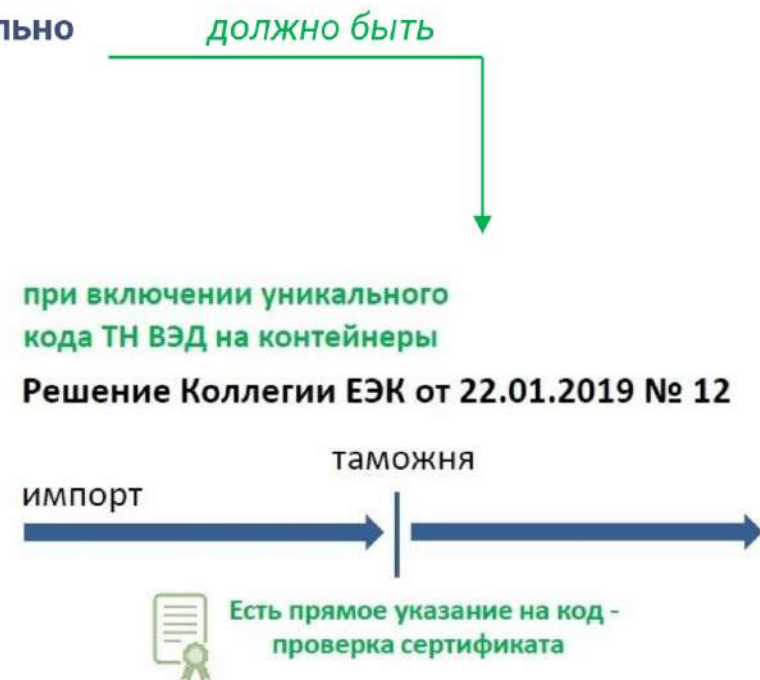 льно должно быть
при включении уникального
кода ТН ВЭД на контейнеры
Решение Коллегии ЕЭК от 22.01.2019 № 12
таможня
импорт
Есть прямое указание на код -
проверка сертификата